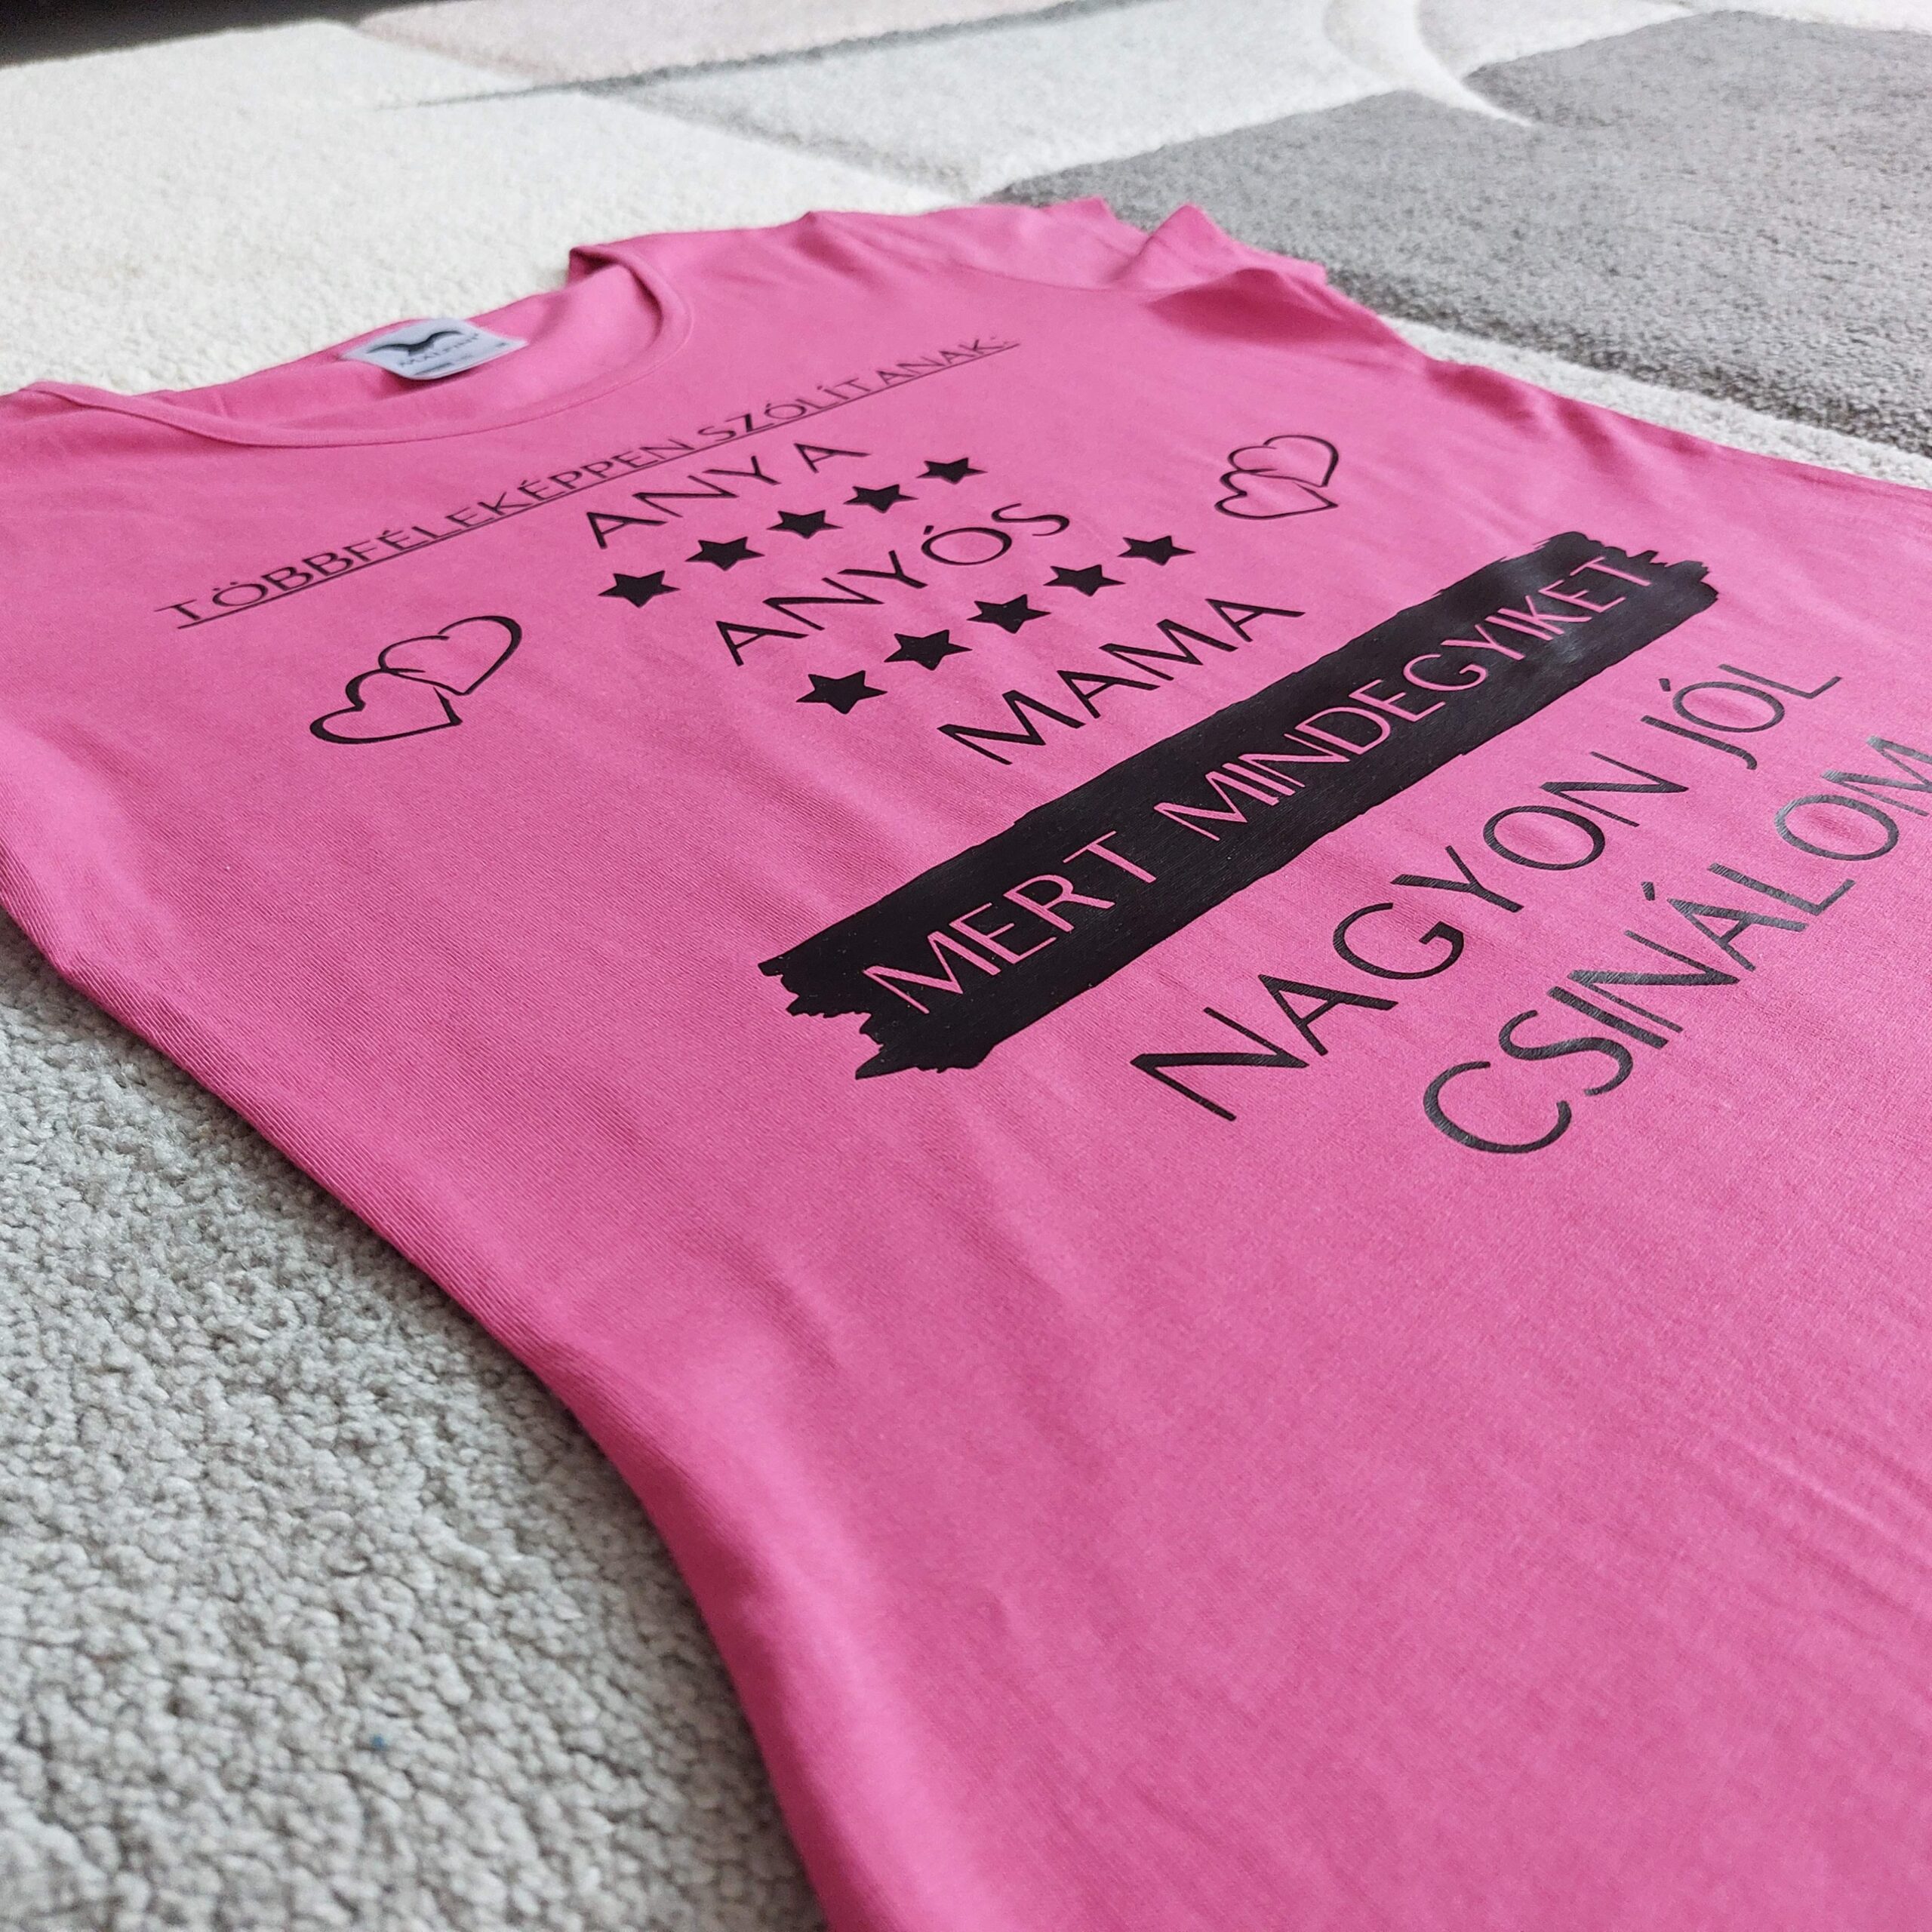 TÖBBFÉLEKÉPPEN SZÓLÍTANAK:
ANYA
ANYÓS
MAMA
MERT MINDEGYIKET
NAGYON JÓL
CSINÁLOM